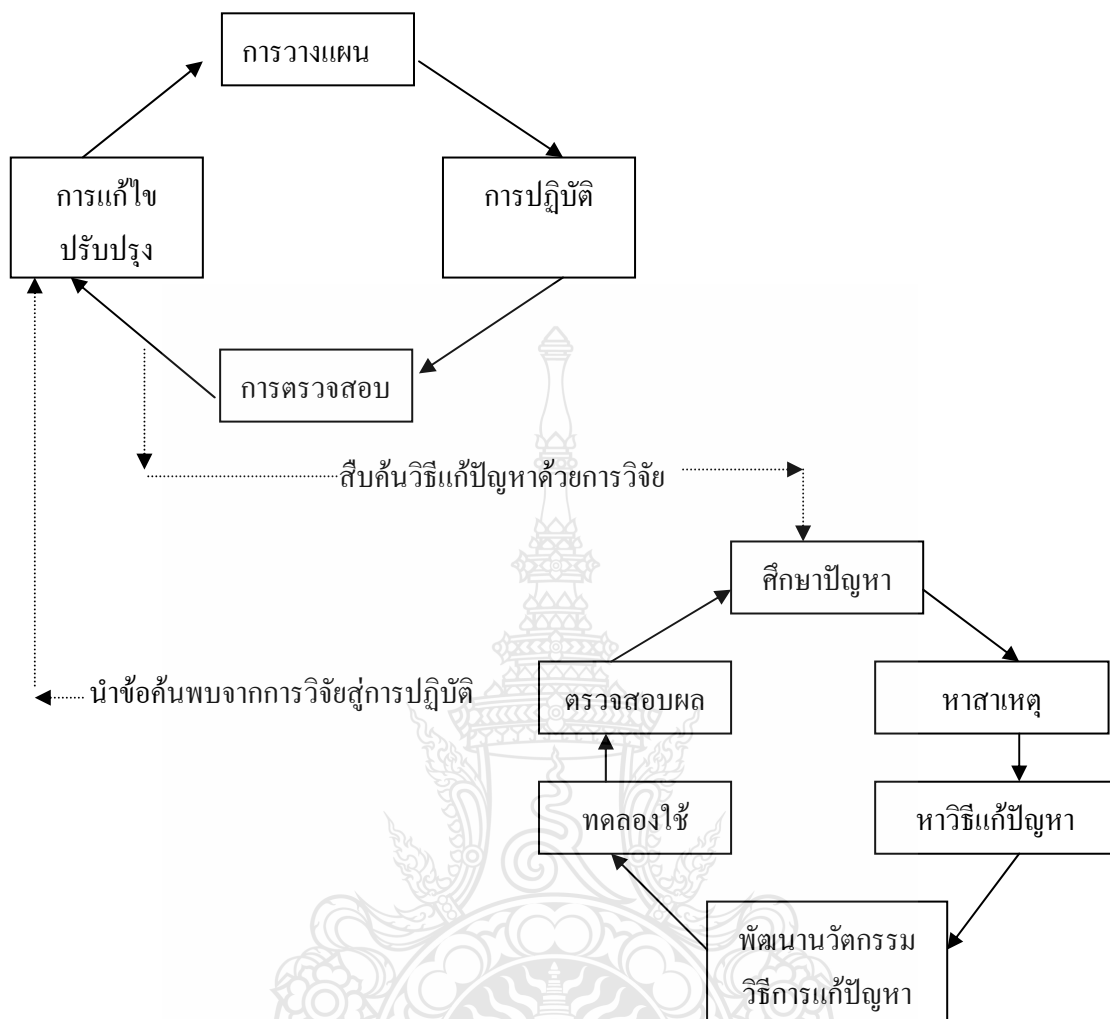 การวางแผน
การแก้ไข
ปรับปรุง
การปฏิบัติ
การตรวจสอบ
สืบค้นวิธีแก้ปัญหาด้วยการวิจัย
ศึกษาปัญหา
นำข้อค้นพบจากการวิจัยสู่การปฏิบัติ
ตรวจสอบผล
หาสาเหตุ
ทดลองใช้
หาวิธีแก้ปัญหา
พัฒนานวัตกรรม
วิธีการแก้ปัญหา